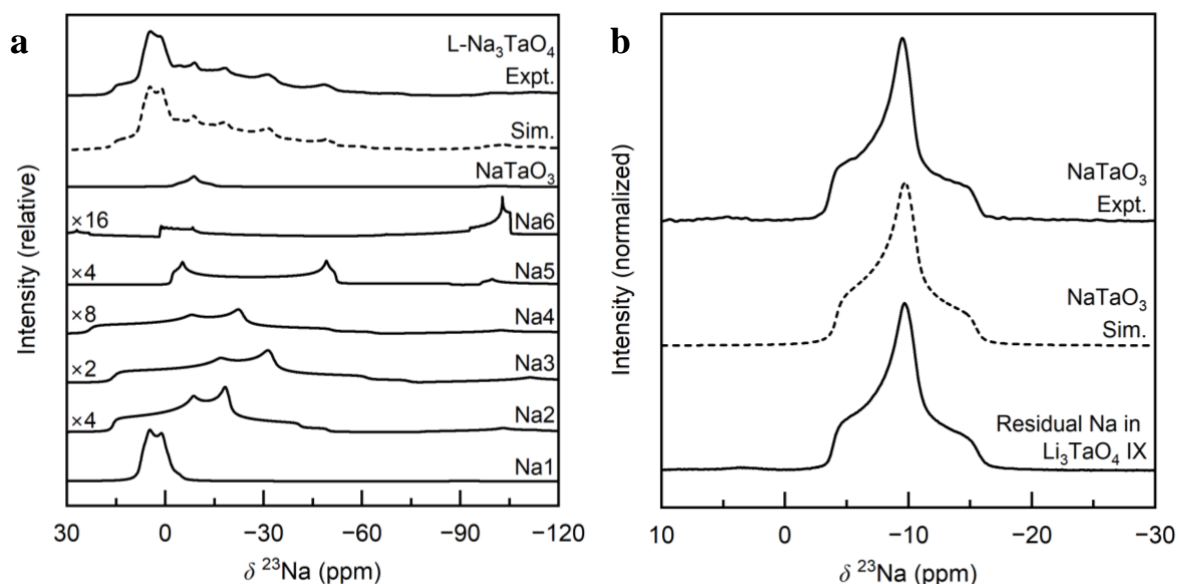 a
L-Na₃TaO₄
Expt.
Sim.
NaTaO₃
×16
Na6
×4
Na5
×8
Na4
×2
Na3
×4
Na2
Na1
Intensity (relative)
30 0 −30 −60 −90 −120
δ ²³Na (ppm)
b
NaTaO₃
Expt.
NaTaO₃
Sim.
Residual Na in
Li₃TaO₄ IX
Intensity (normalized)
10 0 −10 −20 −30
δ ²³Na (ppm)